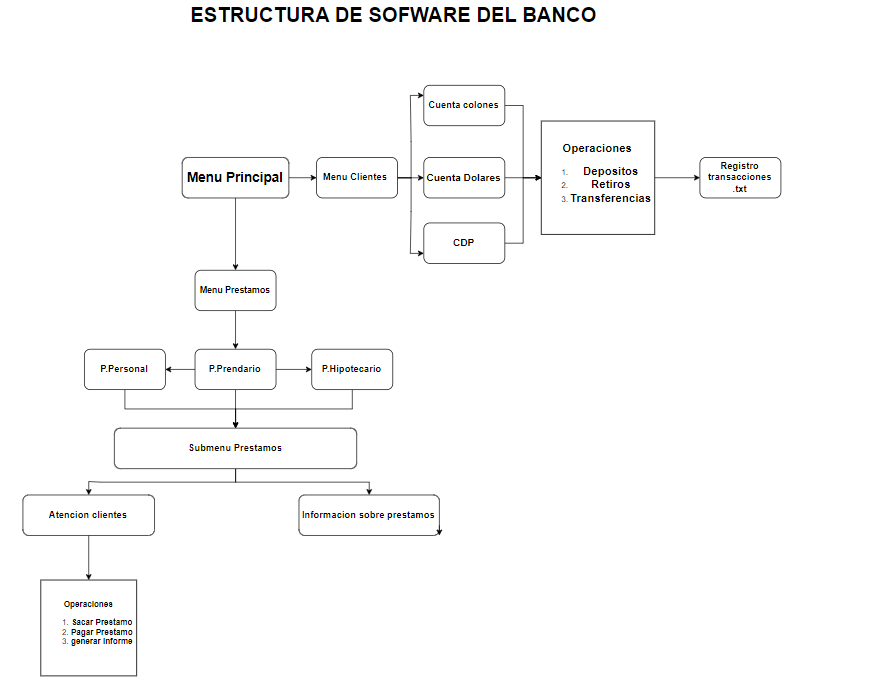 ESTRUCTURA DE SOFWARE DEL BANCO
Cuenta colones
Menu Principal
Menu Clientes
Cuenta Dolares
CDP
Operaciones
1. Depositos
2. Retiros
3. Transferencias
Registro
transacciones
.txt
Menu Prestamos
P.Personal
P.Prendario
P.Hipotecario
Submenu Prestamos
Atencion clientes
Informacion sobre prestamos
Operaciones
1. Sacar Prestamo
2. Pagar Prestamo
3. generar informe